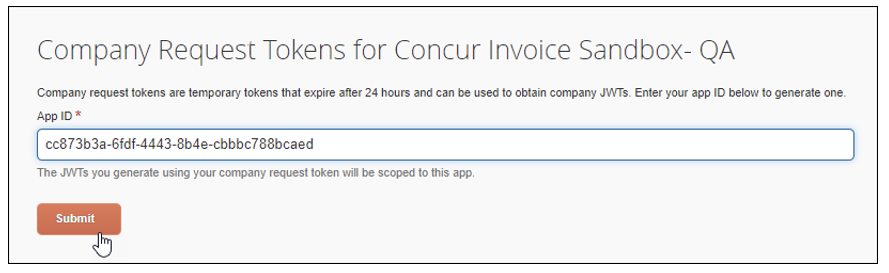 Company Request Tokens for Concur Invoice Sandbox- QA
Company request tokens are temporary tokens that expire after 24 hours and can be used to obtain company JWTs. Enter your app ID below to generate one.
App ID *
cc873b3a-6fdf-4443-8b4e-cbbbc788bcaed
The JWTs you generate using your company request token will be scoped to this app.
Submit